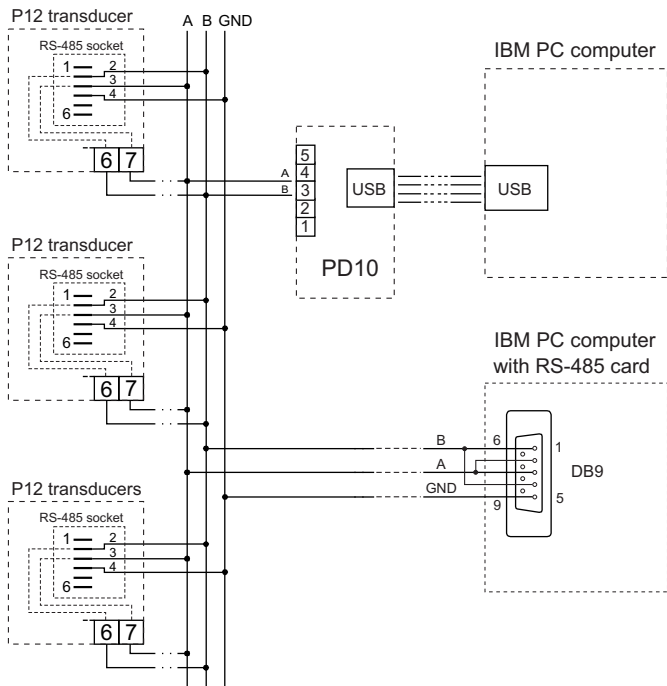 P12 transducer
A B GND
RS-485 socket
1
2
3
4
6
6 7
IBM PC computer
A
B
5
4
3
2
1
USB
USB
PD10
P12 transducer
RS-485 socket
1
2
3
4
6
6 7
IBM PC computer
with RS-485 card
B
6
1
A
DB9
GND
9
5
P12 transducers
RS-485 socket
1
2
3
4
6
6 7